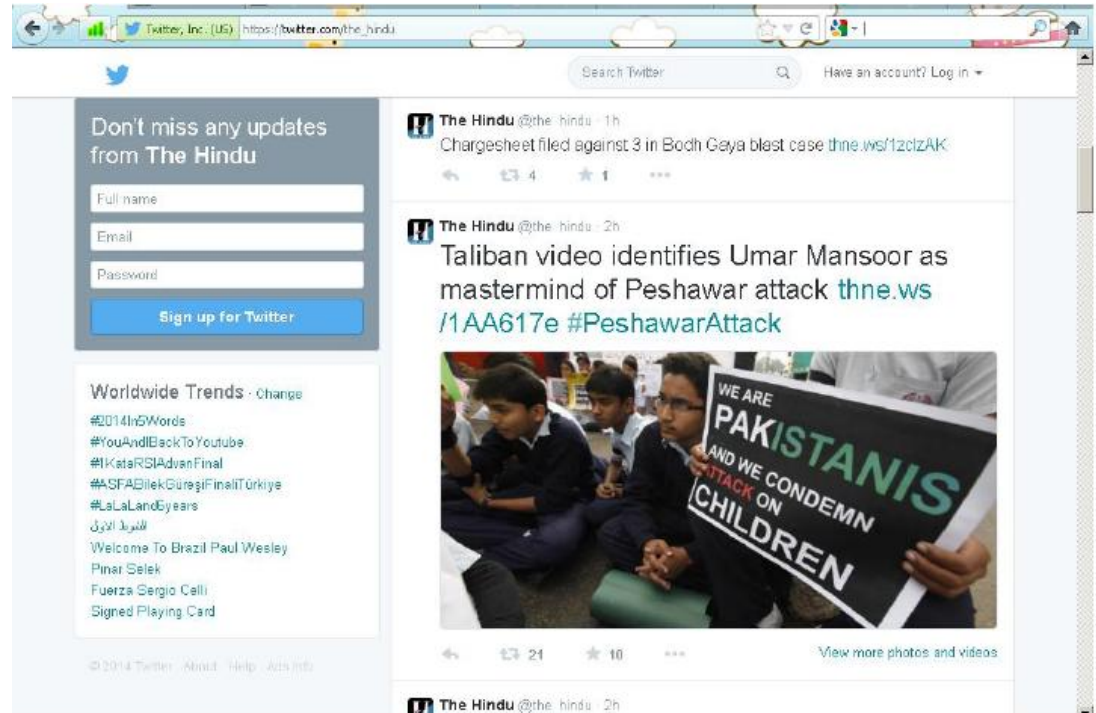 Twitter, Inc. (US) https://twitter.com/the_hindu
Search Twitter
Have an account? Log in
Don't miss any updates
from The Hindu
Full name
Email
Password
Sign up for Twitter
Worldwide Trends · Change
#2014In5Words
#YouAndIBackToYoutube
#1KataRSIAdvanFinal
#ASFABilekGüreşiFinaliTürkiye
#LaLaLand6years
Welcome To Brazil Paul Wesley
Pınar Selek
Fuerza Sergio Celli
Signed Playing Card
© 2014 Twitter About Help Ads info
The Hindu @the_hindu · 1h
Chargesheet filed against 3 in Bodh Gaya blast case thne.ws/1zclzAK
4 1
The Hindu @the_hindu · 2h
Taliban video identifies Umar Mansoor as
mastermind of Peshawar attack thne.ws
/1AA617e #PeshawarAttack
WE ARE
PAKISTANIS
AND WE CONDEMN
ATTACK ON
CHILDREN
21 10
View more photos and videos
The Hindu @the_hindu · 2h